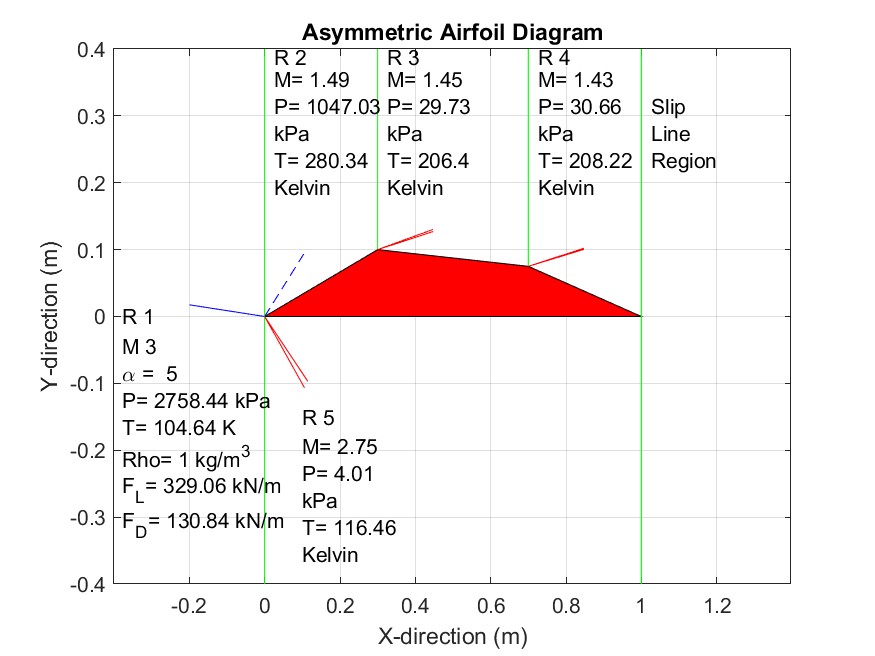 Asymmetric Airfoil Diagram
R 2
M= 1.49
P= 1047.03
kPa
T= 280.34
Kelvin
R 3
M= 1.45
P= 29.73
kPa
T= 206.4
Kelvin
R 4
M= 1.43
P= 30.66
kPa
T= 208.22
Kelvin
Slip
Line
Region
R 1
M 3
α = 5
P= 2758.44 kPa
T= 104.64 K
Rho= 1 kg/m³
F_L= 329.06 kN/m
F_D= 130.84 kN/m
R 5
M= 2.75
P= 4.01
kPa
T= 116.46
Kelvin
Y-direction (m)
0.4
0.3
0.2
0.1
0
-0.1
-0.2
-0.3
-0.4
-0.2 0 0.2 0.4 0.6 0.8 1 1.2
X-direction (m)